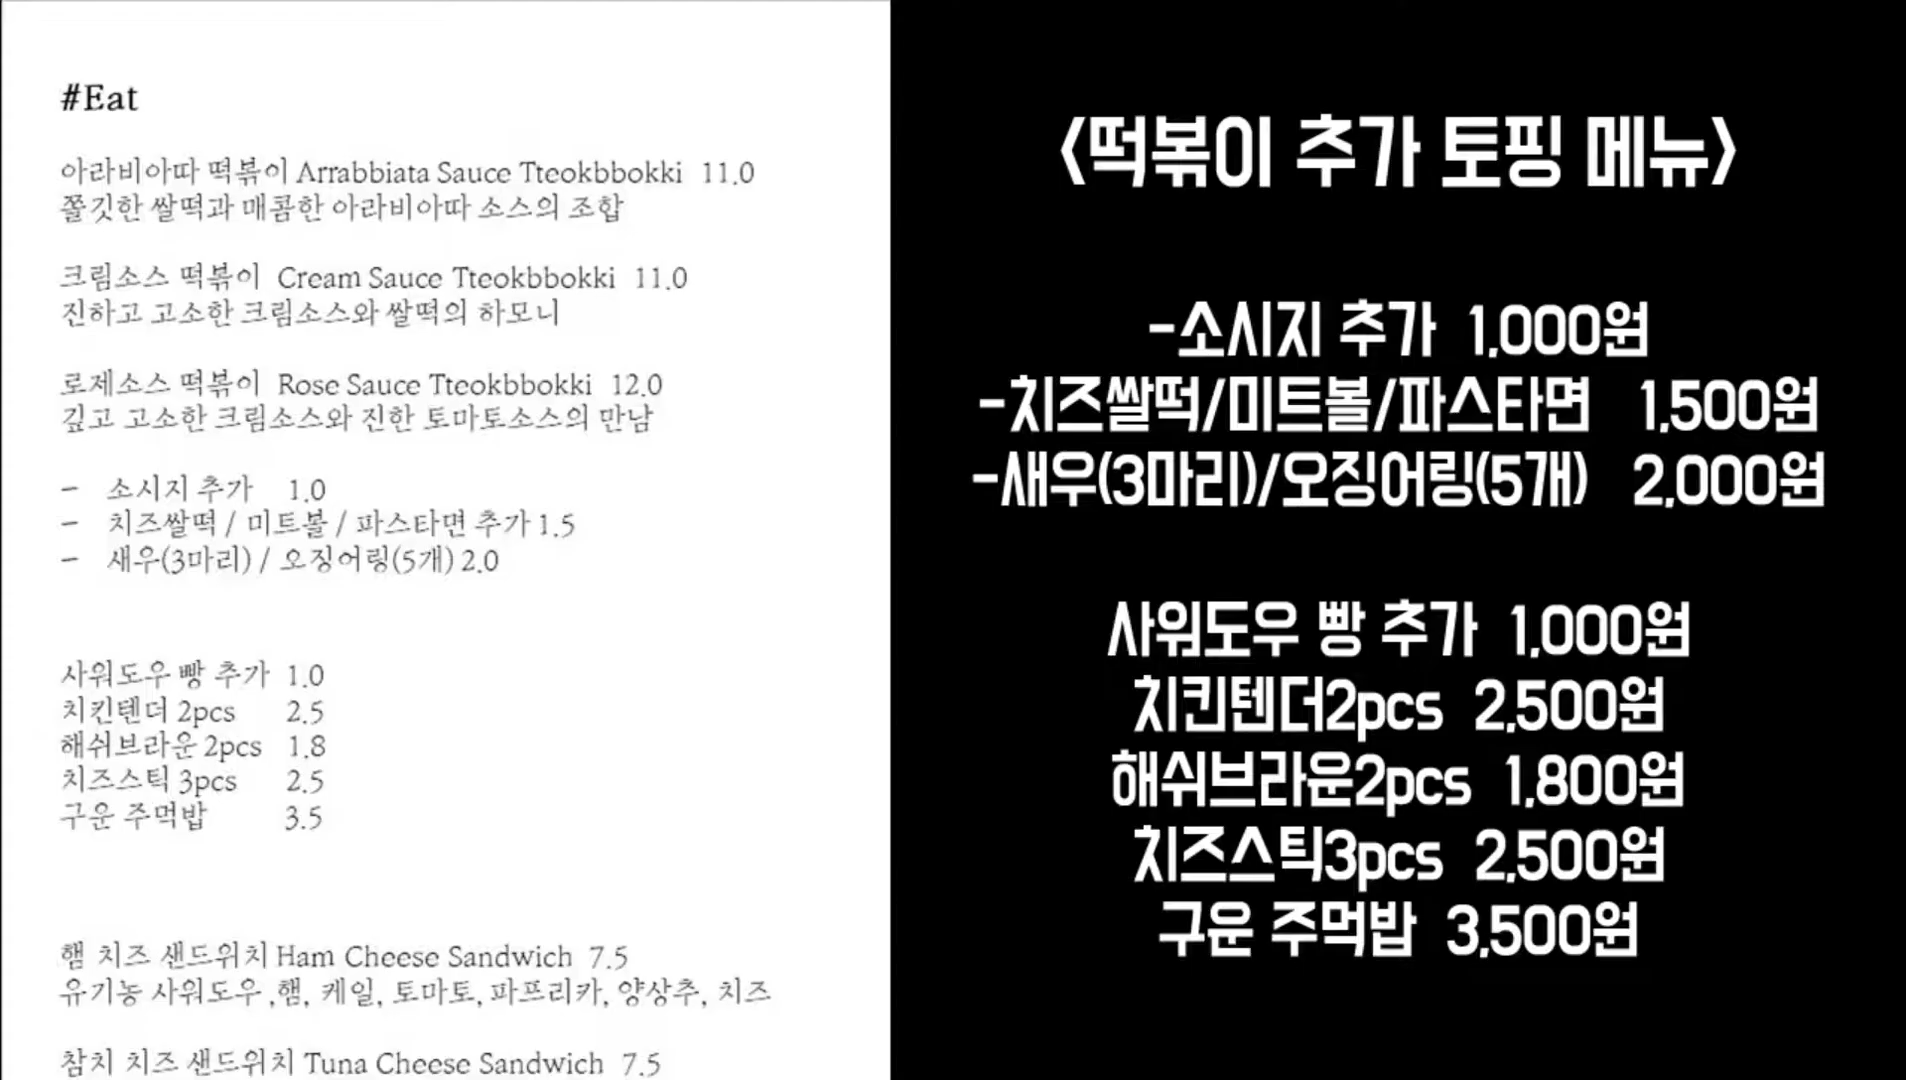 #Eat
아라비아따 떡볶이 Arrabbiata Sauce Tteokbbokki 11.0
쫄깃한 쌀떡과 매콤한 아라비아따 소스의 조합
크림소스 떡볶이 Cream Sauce Tteokbbokki 11.0
진하고 고소한 크림소스와 쌀떡의 하모니
로제소스 떡볶이 Rose Sauce Tteokbbokki 12.0
깊고 고소한 크림소스와 진한 토마토소스의 만남
- 소시지 추가 1.0
- 치즈쌀떡 / 미트볼 / 파스타면 추가 1.5
- 새우(3마리) / 오징어링(5개) 2.0
사워도우 빵 추가 1.0
치킨텐더 2pcs 2.5
해쉬브라운 2pcs 1.8
치즈스틱 3pcs 2.5
구운 주먹밥 3.5
햄 치즈 샌드위치 Ham Cheese Sandwich 7.5
유기농 사워도우 ,햄, 케일, 토마토, 파프리카, 양상추, 치즈
참치 치즈 샌드위치 Tuna Cheese Sandwich 7.5
<떡볶이 추가 토핑 메뉴>
-소시지 추가 1,000원
-치즈쌀떡/미트볼/파스타면 1,500원
-새우(3마리)/오징어링(5개) 2,000원
사워도우 빵 추가 1,000원
치킨텐더2pcs 2,500원
해쉬브라운2pcs 1,800원
치즈스틱3pcs 2,500원
구운 주먹밥 3,500원